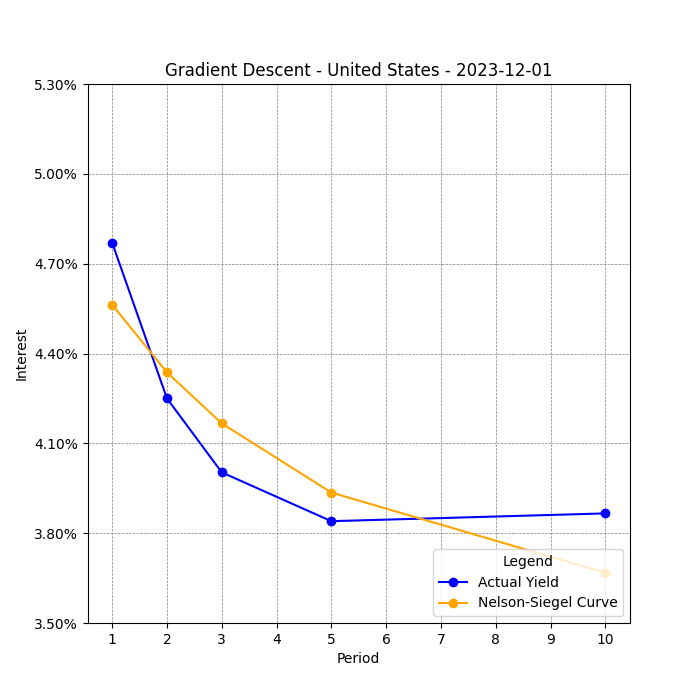 Gradient Descent - United States - 2023-12-01
5.30%
5.00%
4.70%
4.40%
4.10%
3.80%
3.50%
Interest
1 2 3 4 5 6 7 8 9 10
Period
Legend
Actual Yield
Nelson-Siegel Curve